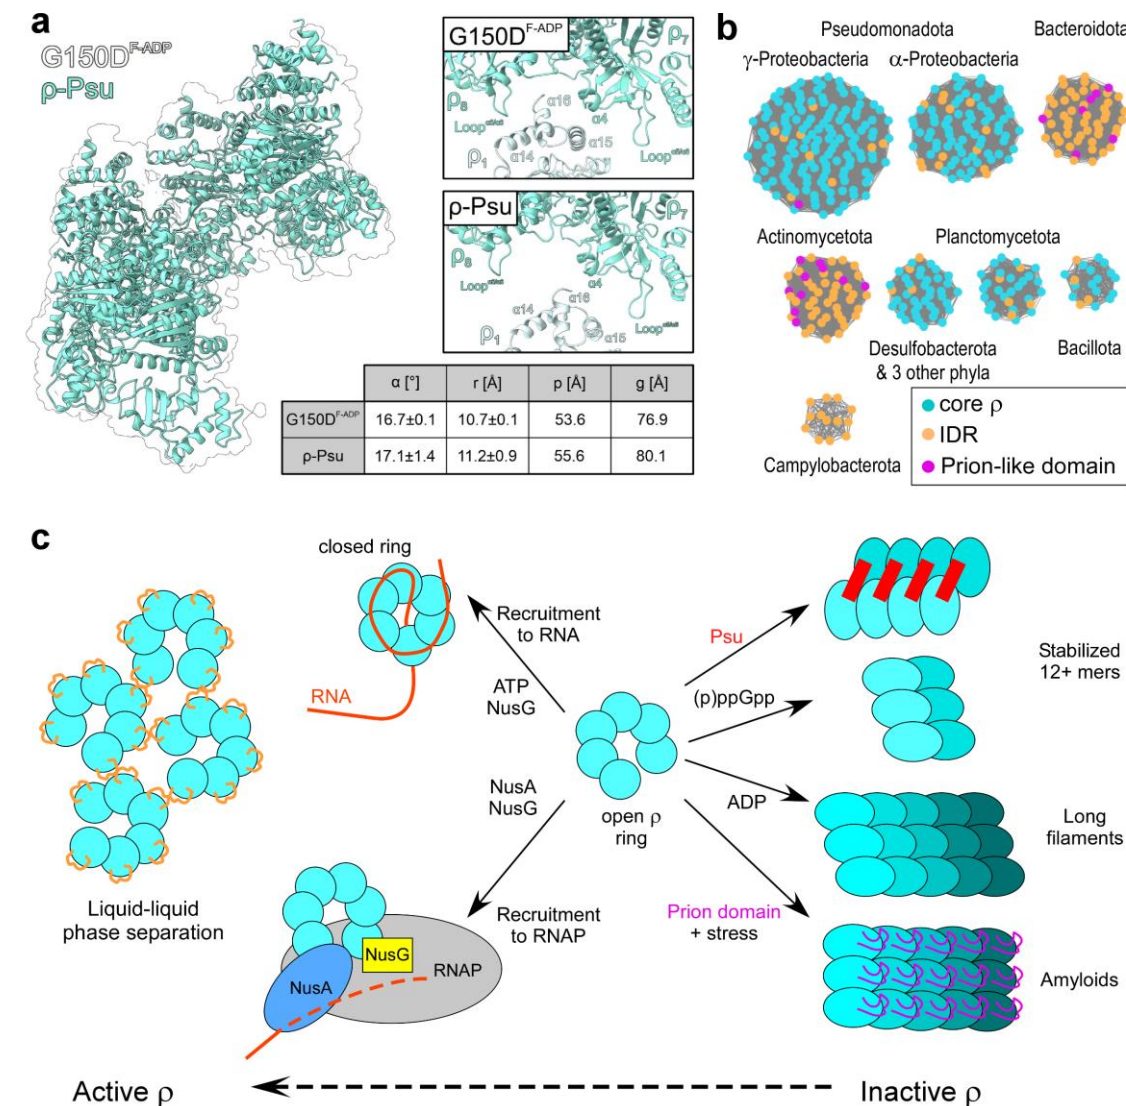 a
G150D^F-ADP
ρ-Psu
G150D^F-ADP
ρ7
ρ8
α16
Loop
α4
α15
ρ1
α14
Loop
ρ-Psu
ρ7
ρ8
Loop
α16
α14
Loop
ρ1
α15
α [°] r [Å] p [Å] g [Å]
G150D^F-ADP 16.7±0.1 10.7±0.1 53.6 76.9
ρ-Psu 17.1±1.4 11.2±0.9 55.6 80.1
b
Pseudomonadota
Bacteroidota
γ-Proteobacteria
α-Proteobacteria
Actinomycetota
Planctomycetota
Desulfobacterota
& 3 other phyla
Bacillota
Campylobacterota
core ρ
IDR
Prion-like domain
c
closed ring
RNA
Recruitment
to RNA
ATP
NusG
Liquid-liquid
phase separation
NusA
NusG
Recruitment
to RNAP
NusA
NusG
RNAP
open ρ
ring
Psu
(p)ppGpp
ADP
Prion domain
+ stress
Stabilized
12+ mers
Long
filaments
Amyloids
Active ρ
Inactive ρ